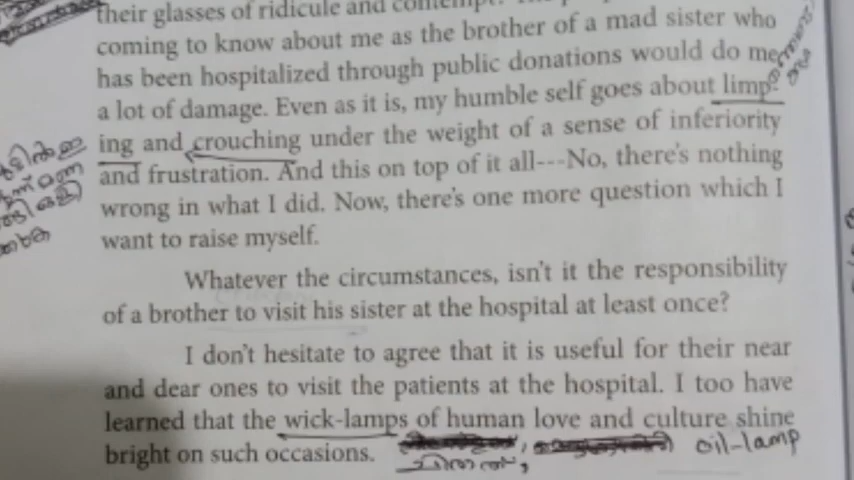 their glasses of ridicule and contempt. The
coming to know about me as the brother of a mad sister who
has been hospitalized through public donations would do me
a lot of damage. Even as it is, my humble self goes about limp-
ing and crouching under the weight of a sense of inferiority
and frustration. And this on top of it all---No, there's nothing
wrong in what I did. Now, there's one more question which I
want to raise myself.
Whatever the circumstances, isn't it the responsibility
of a brother to visit his sister at the hospital at least once?
I don't hesitate to agree that it is useful for their near
and dear ones to visit the patients at the hospital. I too have
learned that the wick-lamps of human love and culture shine
bright on such occasions.
oil-lamp